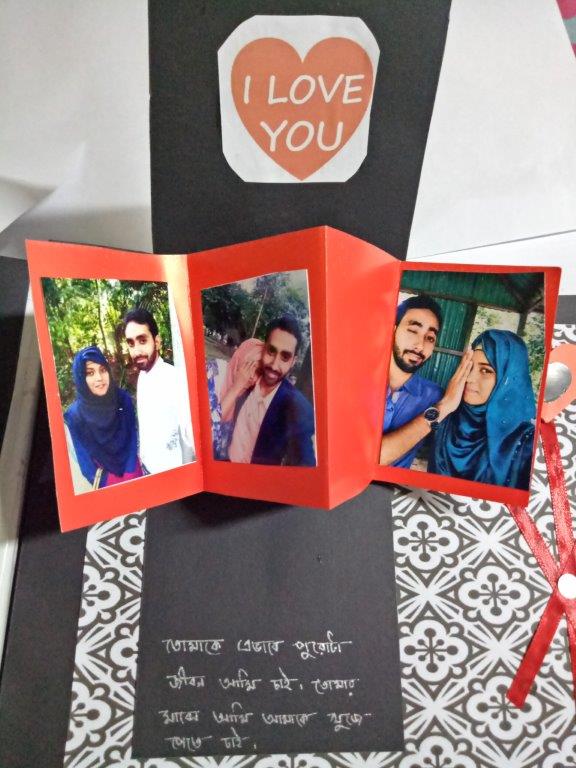 I LOVE
YOU
তোমাকে এভাবে পুরোটা
জীবন আমি চাই। তোমার
মাঝে আমি আমাকে খুজে
পেতে চাই।